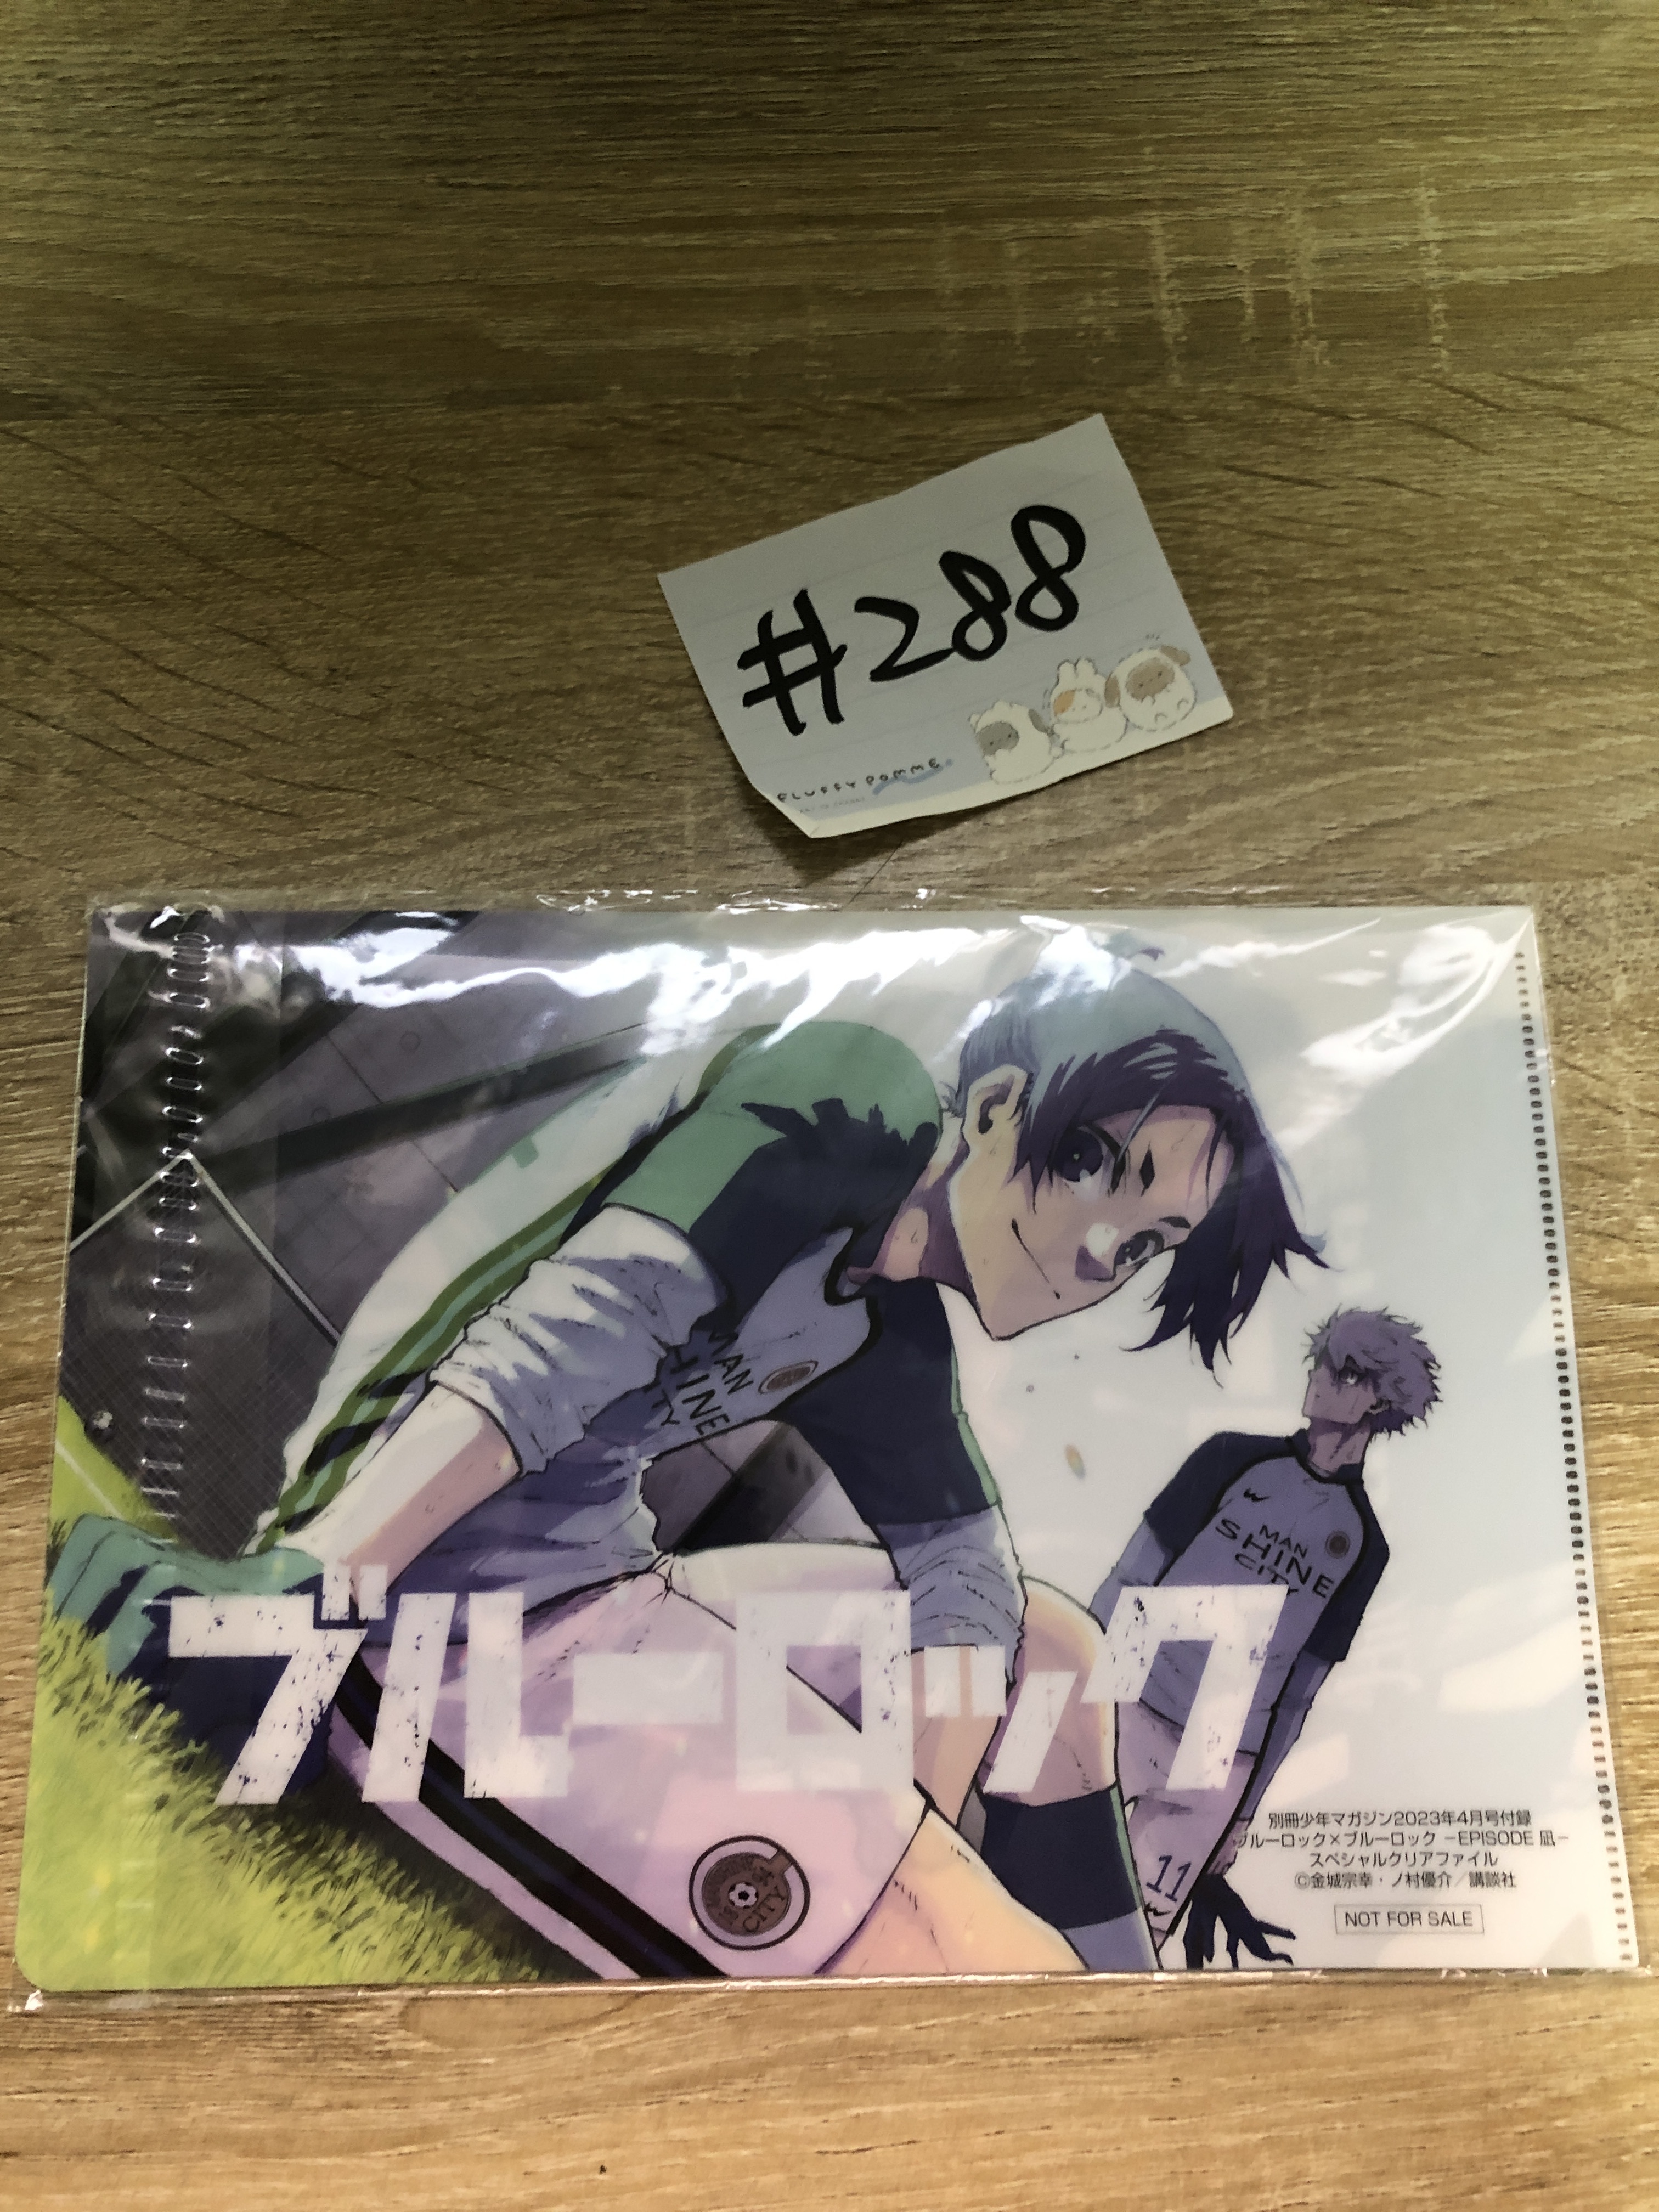 #288
FLUFFY POMME
MAN
SHINE
CITY
MAN
SHINE
CITY
ブルーロック
CITY
11
別冊少年マガジン2023年4月号付録
ブルーロック×ブルーロック −EPISODE 凪−
スペシャルクリアファイル
©金城宗幸・ノ村優介／講談社
NOT FOR SALE